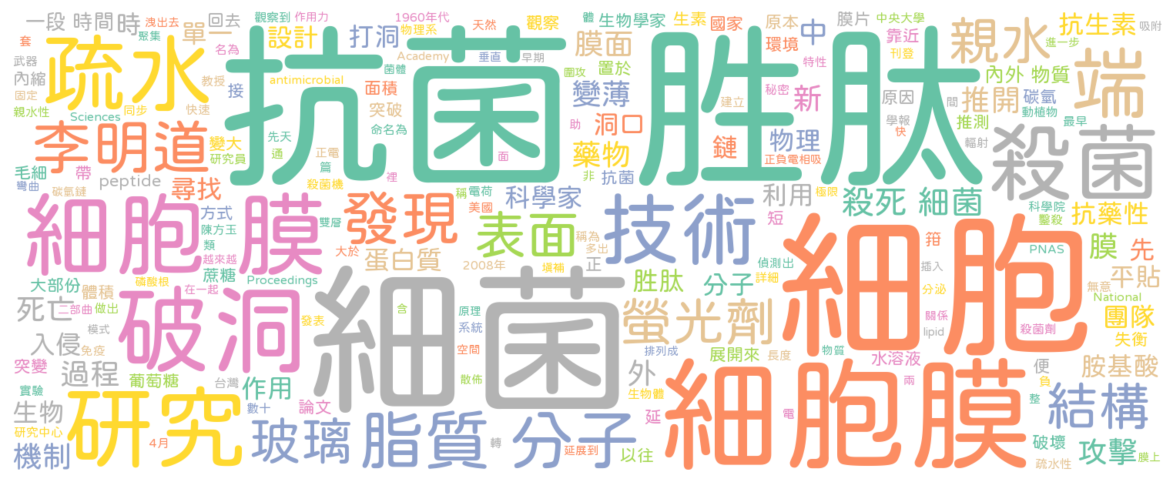 一段 時間 時 回去 觀察到 作用力 1960年代 天然 觀察 體 生物學家 生素 國家 原本 中 膜片 中央大學 親水 抗生素 吸附
套 洩出去 聚集 單一 名為 設計 打洞 物理系 膜面 環境 靠近 刊登 進一步
武器 疏水 菌體 Academy 垂直 早期 置於 特性 內外 物質 端
內縮 教授 antimicrobial 面積 圍攻 變薄 秘密 新 原因 推開 碳氫
固定 接 突破 建立 間 動植物
親水性 Sciences 同步 快速 抗菌 胜肽 命名為 洞口 鏈 物理 學報 推測 最早
李明道 變大 先天 正電 助 藥物 正負電相吸 快 輻射 殺菌
毛細 帶 研究員 通 篇 面 非 抗菌
彎曲 peptide 尋找 殺菌機 裡 稱 電荷 科學家 利用 極限 殺死 細菌 科學院 抗藥性
碳氫鏈 美國 短 鑿殺
細胞 膜 方式 陳方玉 雙層 發現 表面 技術 稱為 多出 細胞 鉗 PNAS 膜 先
類 越來越 大於 蛋白質 2008年 壞補 正 偵測出 插入 詳細 平貼
大部份 磷酸根 蔗糖 Proceedings 胜肽 分子 分泌 無意
死亡 體積 在一起 二部曲 做出 破洞 細菌 含 原理 螢光劑 關係 National 團隊
模式 發表 系統 lipid 殺菌劑 失衡
入侵 免疫 空間 排列成 展開來 長度 物質
突變 過程 葡萄糖 台灣 作用 散佈 外 生物體 水溶液 兩 便 胺基酸
實驗 研究 數十 論文 延 細胞膜 電 負 整 結構
生物 研究中心 4月 玻璃 脂質 分子 轉 以往 破壞
機制 延展到 疏水性 攻擊 膜上